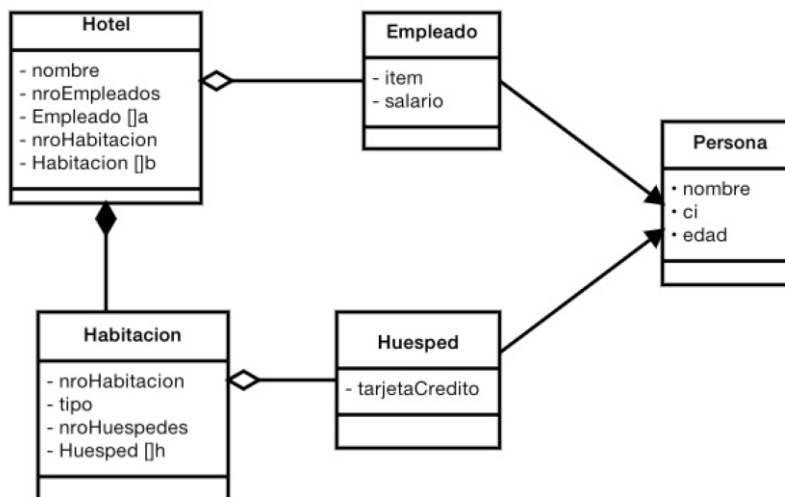 Hotel
- nombre
- nroEmpleados
- Empleado []a
- nroHabitacion
- Habitacion []b
Empleado
- item
- salario
Persona
• nombre
• ci
• edad
Habitacion
- nroHabitacion
- tipo
- nroHuespedes
- Huesped []h
Huesped
- tarjetaCredito